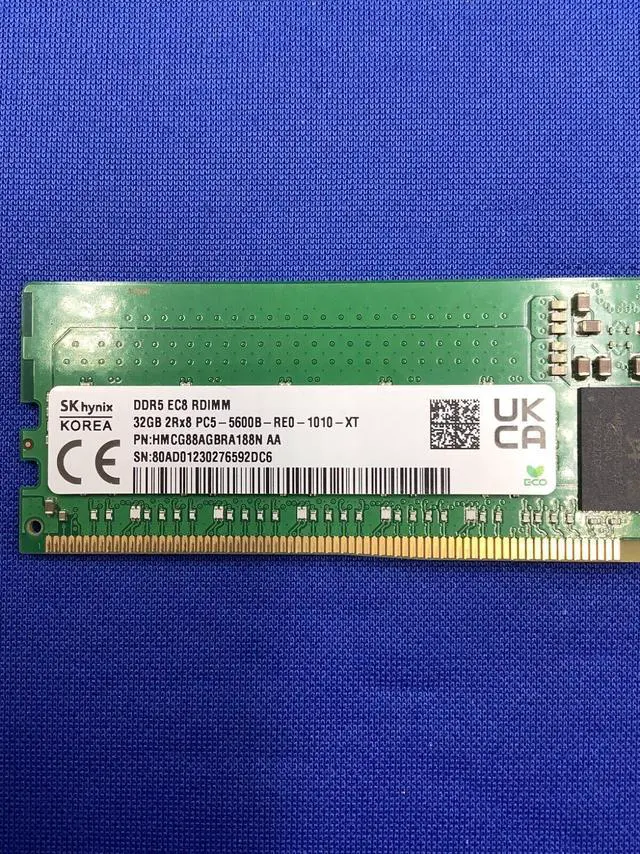 SK hynix
KOREA
CE
DDR5 EC8 RDIMM
32GB 2Rx8 PC5-5600B-RE0-1010-XT
PN:HMCG88AGBRA188N AA
SN:80AD01230276592DC6
UK
CA
ECO